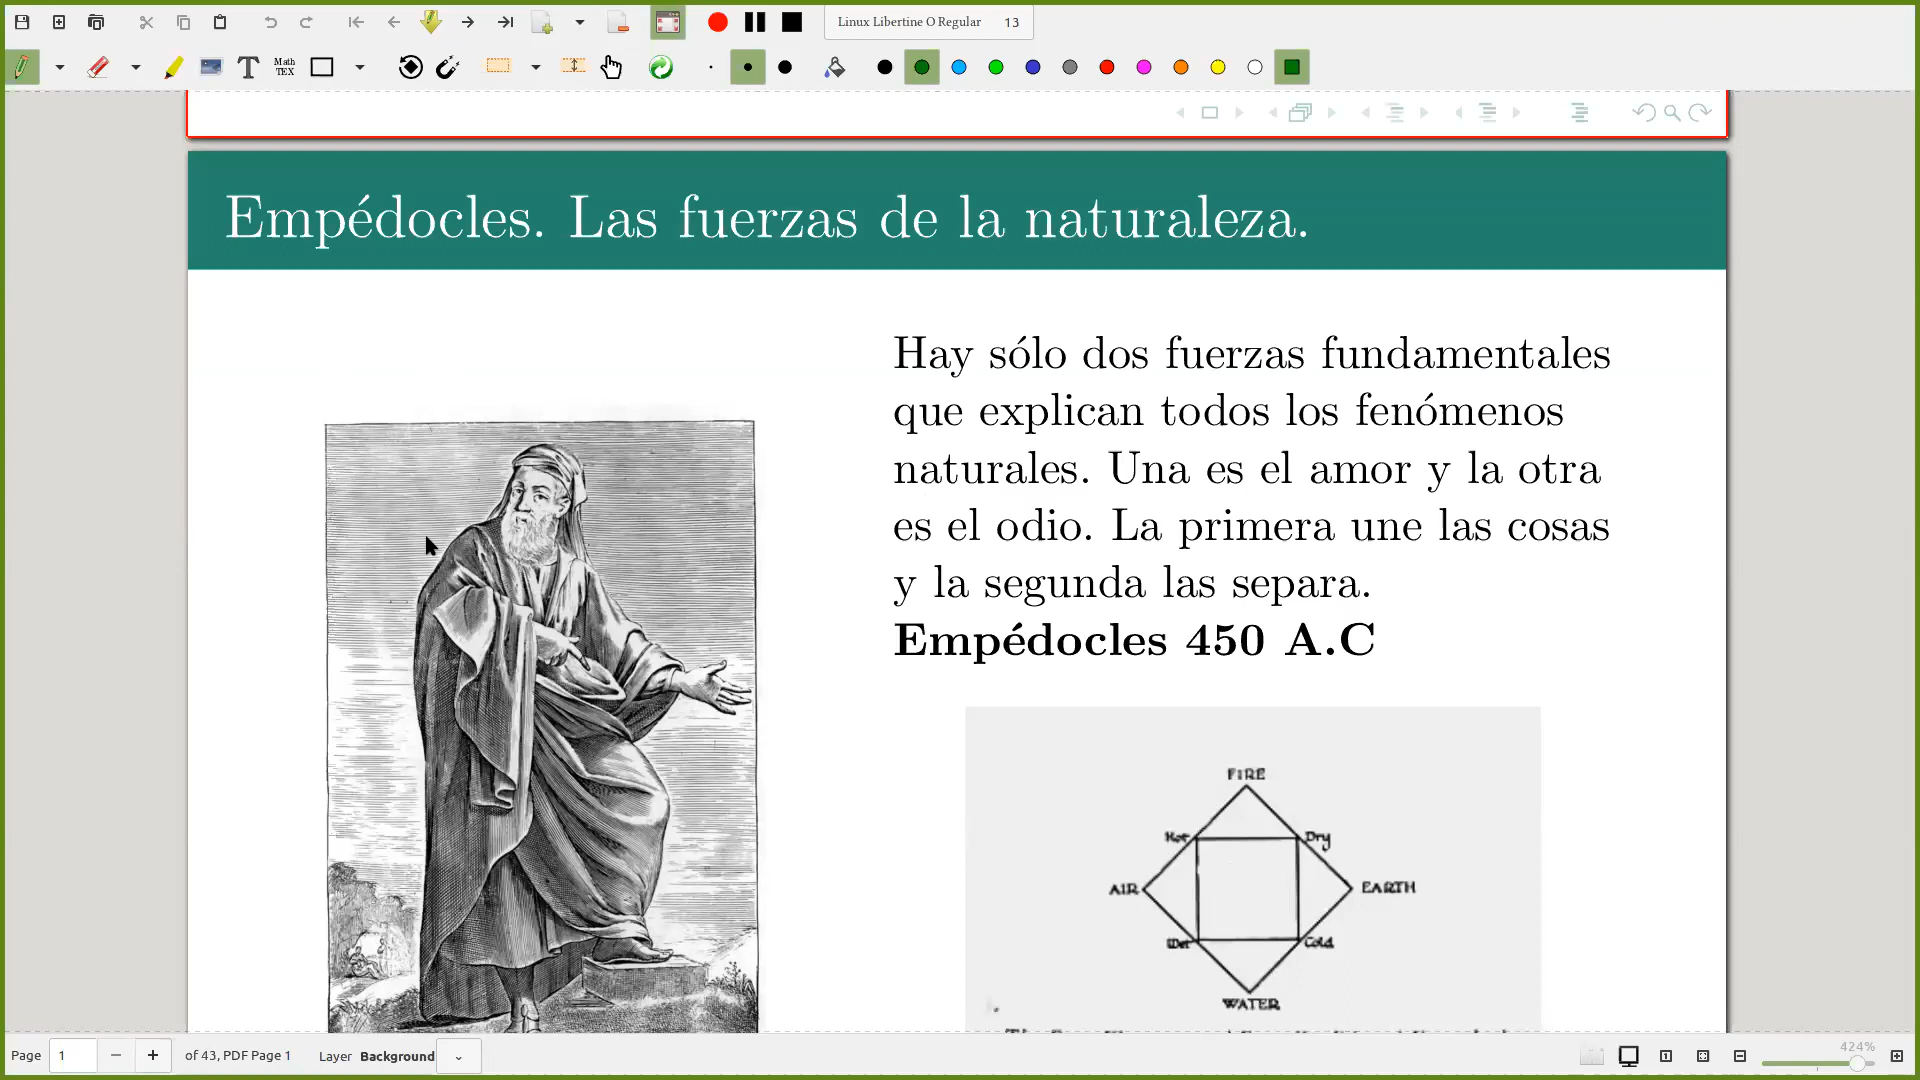 Linux Libertine O Regular 13
Math
TEX
Empédocles. Las fuerzas de la naturaleza.
Hay sólo dos fuerzas fundamentales
que explican todos los fenómenos
naturales. Una es el amor y la otra
es el odio. La primera une las cosas
y la segunda las separa.
Empédocles 450 A.C
FIRE
Hot Dry
AIR EARTH
Wet Cold
WATER
Page 1 of 43, PDF Page 1 Layer Background 424%